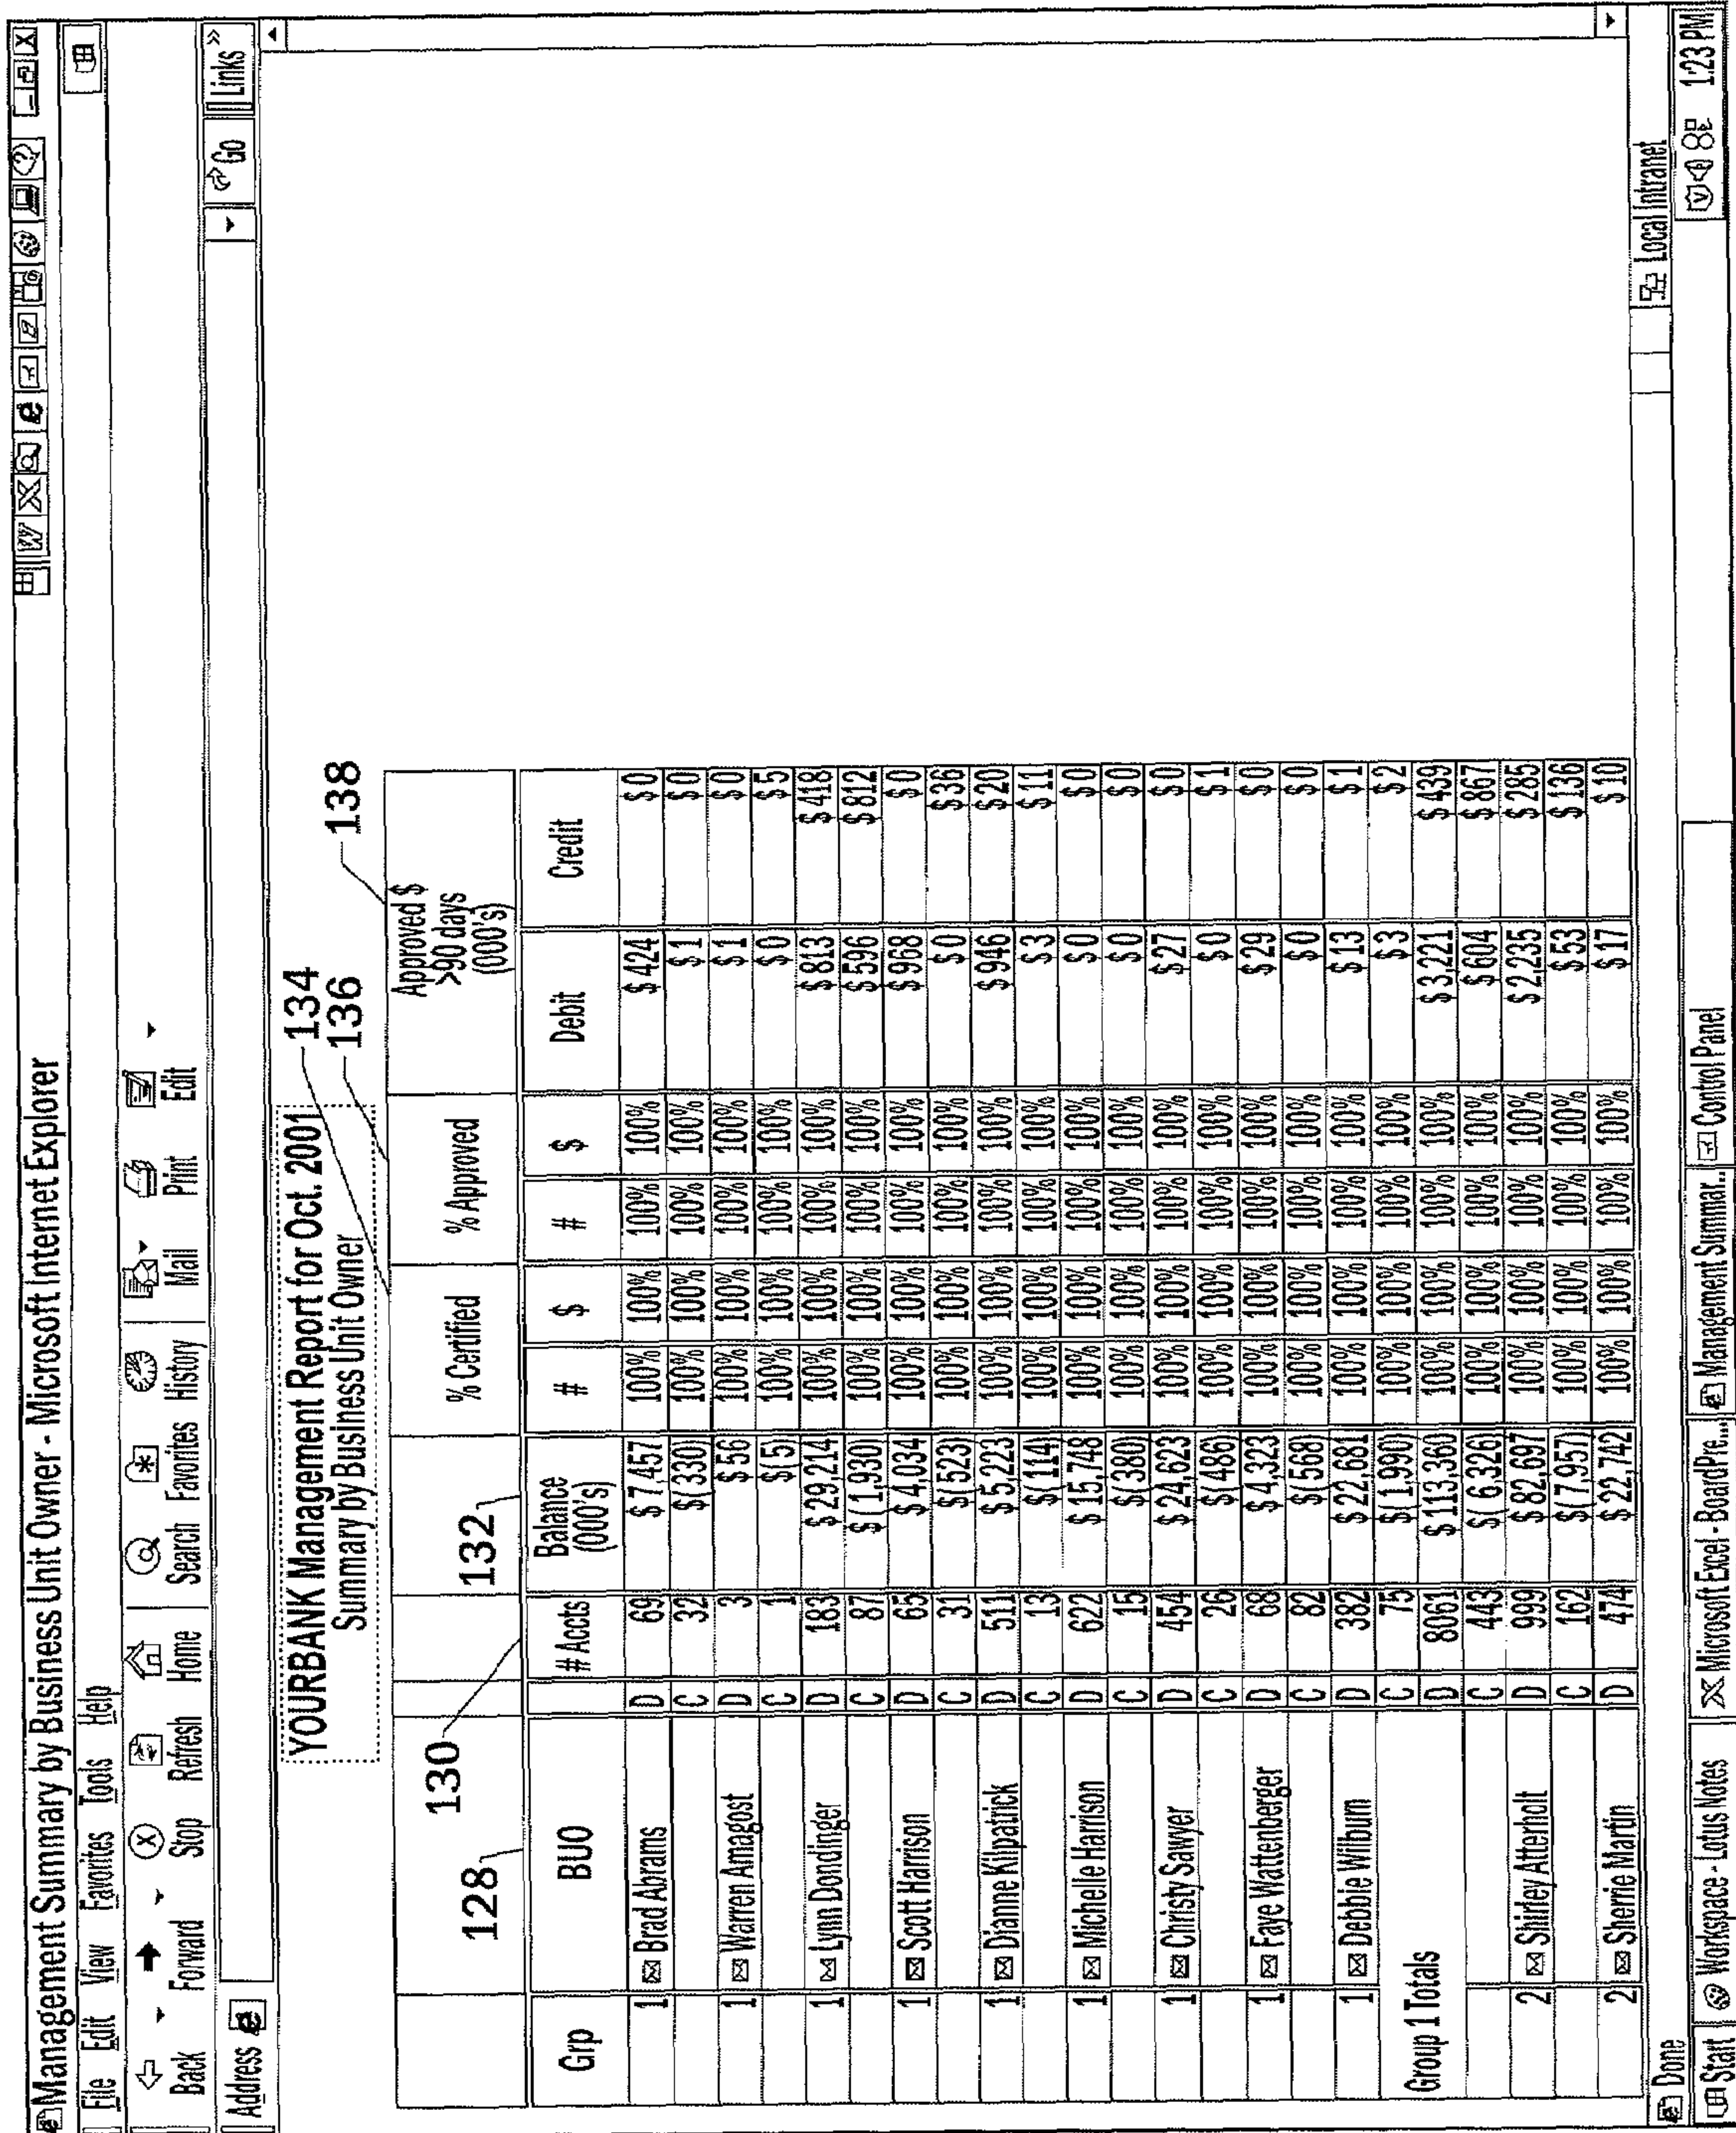 Management Summary by Business Unit Owner - Microsoft Internet Explorer
File Edit View Favorites Tools Help
Back Forward Stop Refresh Home Search Favorites History Mail Print Edit
Address Go Links »
YOURBANK Management Report for Oct. 2001
Summary by Business Unit Owner
128 130 132 134 136 138
% Certified % Approved Approved $ >90 days (000's)
Grp BUO # Accts Balance (000's) # $ # $ Debit Credit
1 Brad Abrams D 69 $ 7,457 100% 100% 100% 100% $ 424 $ 0
C 32 $(330) 100% 100% 100% 100% $ 1 $ 0
1 Warren Amagost D 3 $ 56 100% 100% 100% 100% $ 1 $ 0
C 1 $(5) 100% 100% 100% 100% $ 0 $ 5
1 Lynn Dondinger D 183 $ 29,214 100% 100% 100% 100% $ 813 $ 418
C 87 $ (1,930) 100% 100% 100% 100% $ 596 $ 812
1 Scott Harrison D 65 $ 4,034 100% 100% 100% 100% $ 968 $ 0
C 31 $(523) 100% 100% 100% 100% $ 0 $ 36
1 Dianne Kilpatrick D 511 $ 5,223 100% 100% 100% 100% $ 946 $ 20
C 13 $(114) 100% 100% 100% 100% $ 3 $ 11
1 Michelle Harrison D 622 $ 15,748 100% 100% 100% 100% $ 0 $ 0
C 15 $(380) 100% 100% 100% 100% $ 0 $ 0
1 Christy Sawyer D 454 $ 24,623 100% 100% 100% 100% $ 27 $ 0
C 26 $(486) 100% 100% 100% 100% $ 0 $ 1
1 Faye Wattenberger D 68 $ 4,323 100% 100% 100% 100% $ 29 $ 0
C 82 $(568) 100% 100% 100% 100% $ 0 $ 0
1 Debbie Wilburn D 382 $ 22,681 100% 100% 100% 100% $ 13 $ 1
C 75 $(1,990) 100% 100% 100% 100% $ 3 $ 2
Group 1 Totals D 8061 $ 113,360 100% 100% 100% 100% $ 3,221 $ 439
C 443 $( 6,326) 100% 100% 100% 100% $ 604 $ 867
2 Shirley Atterholt D 999 $ 82,697 100% 100% 100% 100% $ 2,235 $ 285
C 162 $(7,957) 100% 100% 100% 100% $ 53 $ 136
2 Sherrie Martin D 474 $ 22,742 100% 100% 100% 100% $ 17 $ 10
Done Local Intranet
Start Workspace - Lotus Notes Microsoft Excel - BoardPre... Management Summar... Control Panel 1:23 PM